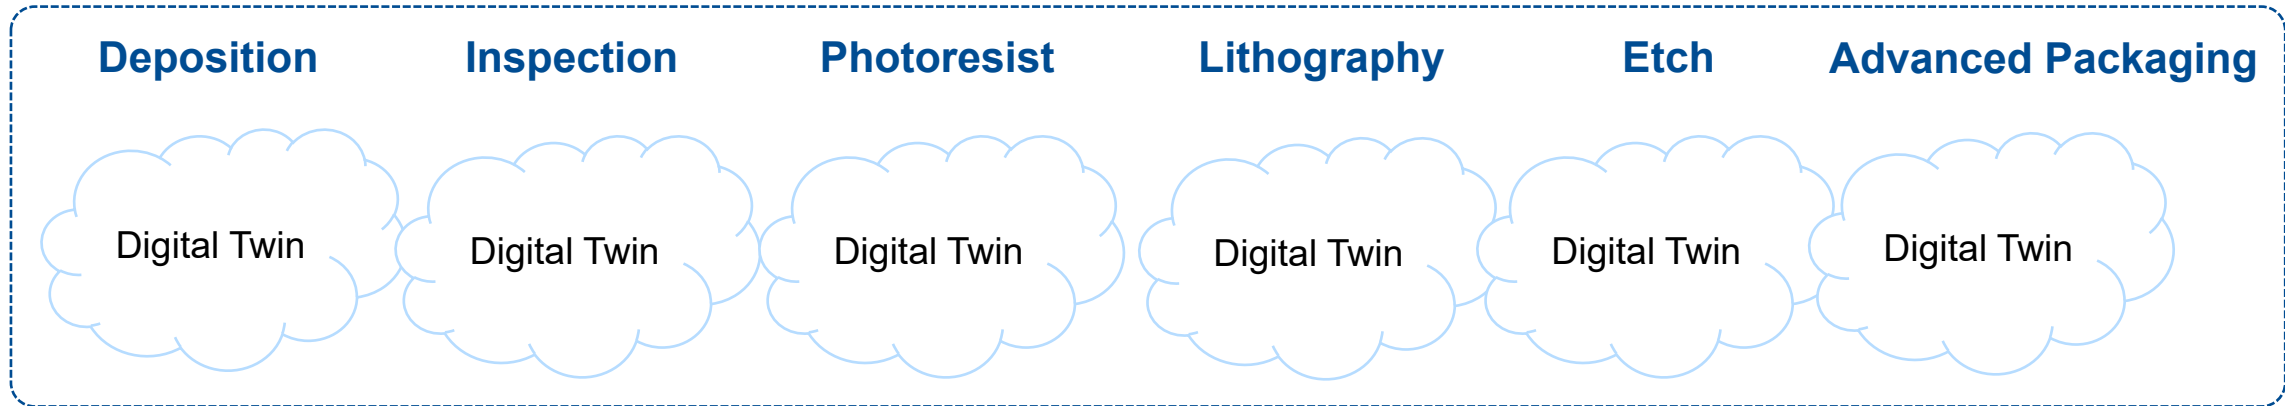 Deposition Inspection Photoresist Lithography Etch Advanced Packaging
Digital Twin Digital Twin Digital Twin Digital Twin Digital Twin Digital Twin